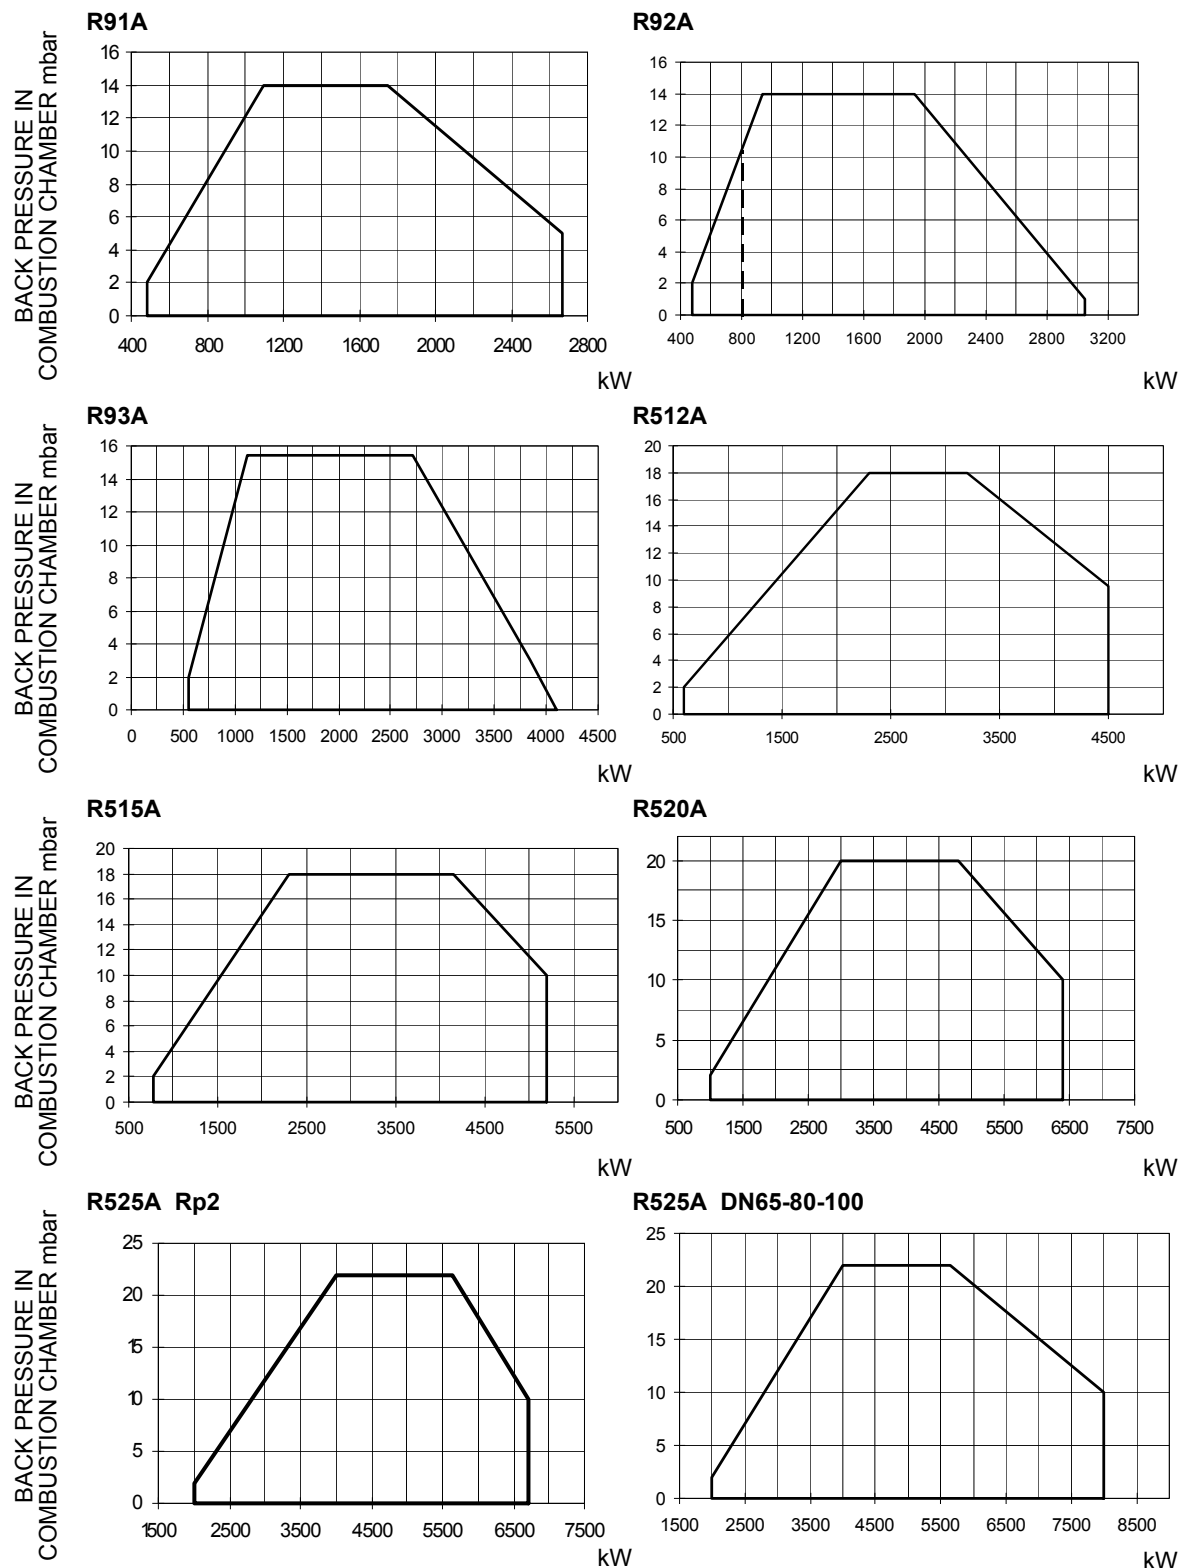 R91A
R92A
BACK PRESSURE IN
COMBUSTION CHAMBER mbar
16
14
12
10
8
6
4
2
0
400 800 1200 1600 2000 2400 2800
kW
16
14
12
10
8
6
4
2
0
400 800 1200 1600 2000 2400 2800 3200
kW
R93A
R512A
BACK PRESSURE IN
COMBUSTION CHAMBER mbar
16
14
12
10
8
6
4
2
0
0 500 1000 1500 2000 2500 3000 3500 4000 4500
kW
20
18
16
14
12
10
8
6
4
2
0
500 1500 2500 3500 4500
kW
R515A
R520A
BACK PRESSURE IN
COMBUSTION CHAMBER mbar
20
18
16
14
12
10
8
6
4
2
0
500 1500 2500 3500 4500 5500
kW
20
15
10
5
0
500 1500 2500 3500 4500 5500 6500 7500
kW
R525A Rp2
R525A DN65-80-100
BACK PRESSURE IN
COMBUSTION CHAMBER mbar
25
20
15
10
5
0
1500 2500 3500 4500 5500 6500 7500
kW
25
20
15
10
5
0
1500 2500 3500 4500 5500 6500 7500 8500
kW